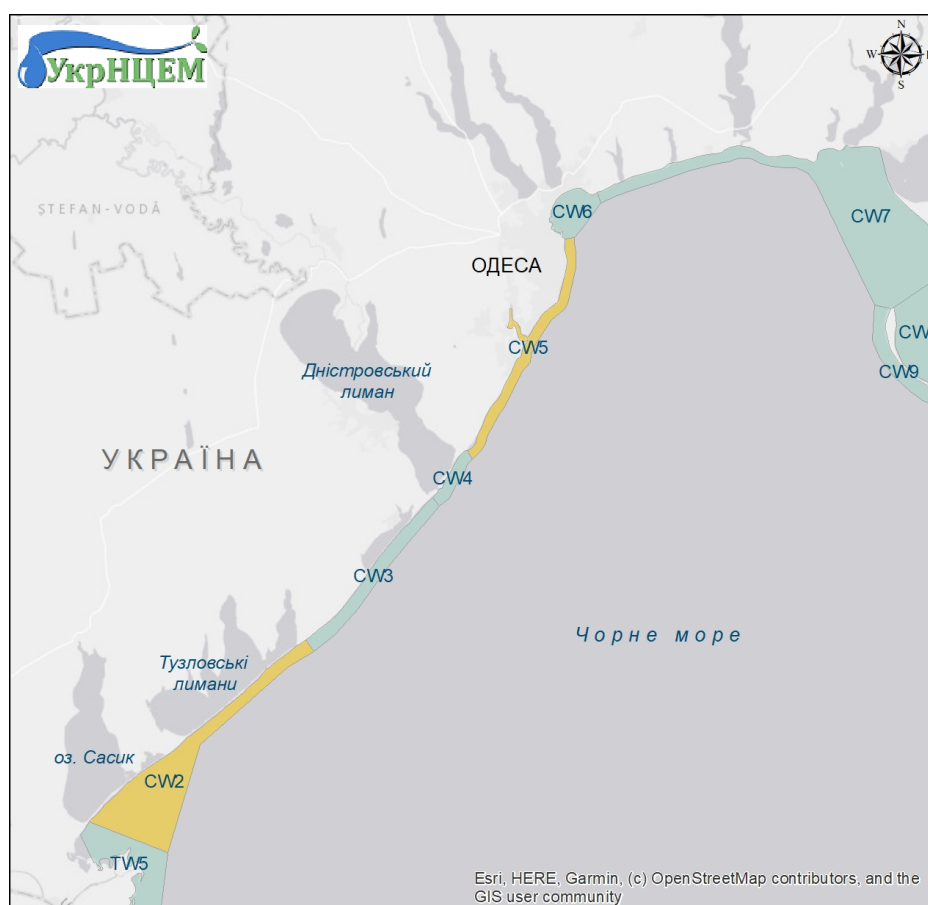 УкрНЦЕМ
N
W
E
S
ŞTEFAN-VODĂ
CW6
CW7
ОДЕСА
CW5
CW
CW9
Дністровський
лиман
УКРАЇНА
CW4
CW3
Чорне море
Тузловські
лимани
оз. Сасик
CW2
TW5
Esri, HERE, Garmin, (c) OpenStreetMap contributors, and the
GIS user community